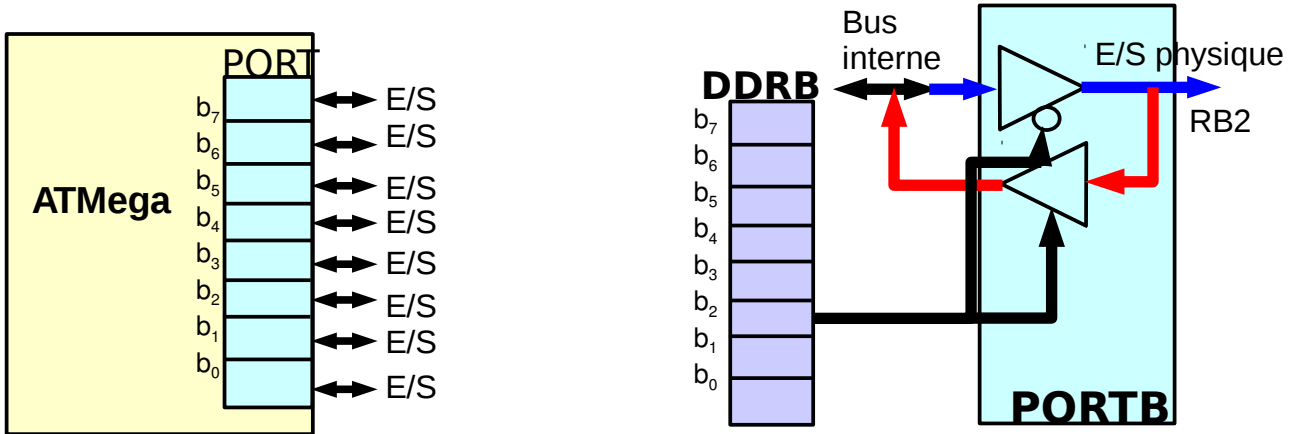 PORT
b₇
b₆
b₅
b₄
b₃
b₂
b₁
b₀
ATMega
E/S
E/S
E/S
E/S
E/S
E/S
E/S
E/S
DDRB
b₇
b₆
b₅
b₄
b₃
b₂
b₁
b₀
Bus
interne
E/S physique
RB2
PORTB